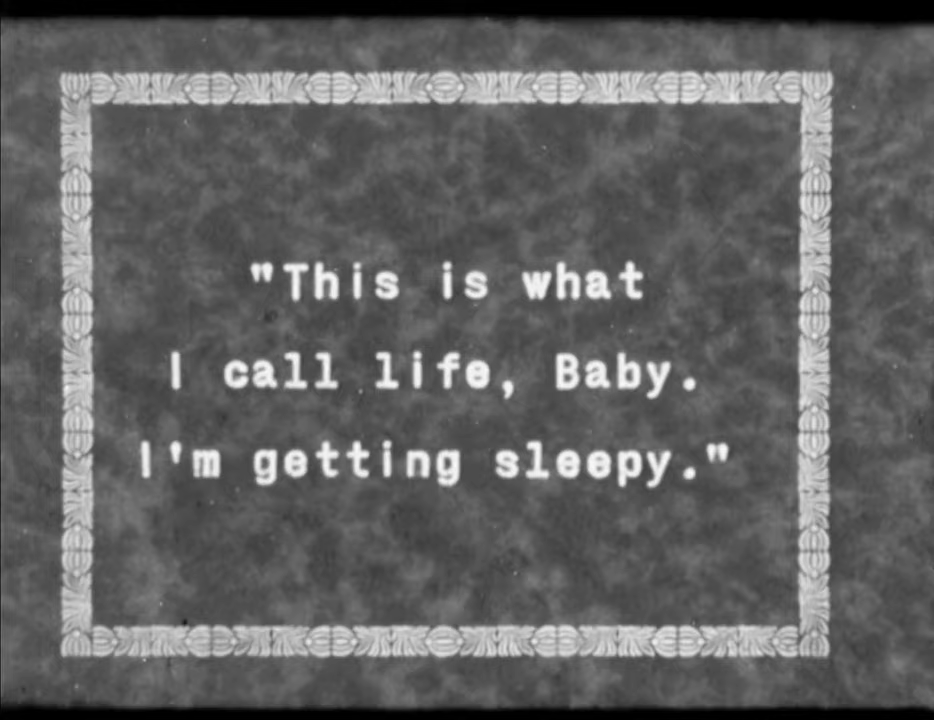 "This is what
I call life, Baby.
I'm getting sleepy."